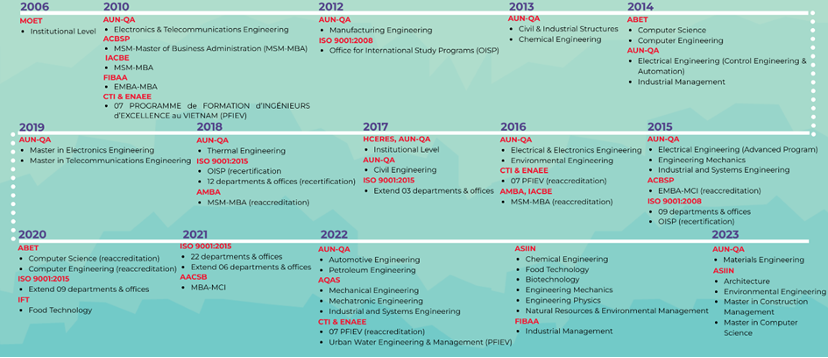 2006
MOET
• Institutional Level
2010
AUN-QA
• Electronics & Telecommunications Engineering
ACBSP
• MSM-Master of Business Administration (MSM-MBA)
IACBE
• MSM-MBA
FIBAA
• EMBA-MBA
CTI & ENAEE
• 07 PROGRAMME de FORMATION d'INGÉNIEURS
d'EXCELLENCE au VIETNAM (PFIEV)
2012
AUN-QA
• Manufacturing Engineering
ISO 9001:2008
• Office for International Study Programs (OISP)
2013
AUN-QA
• Civil & Industrial Structures
• Chemical Engineering
2014
ABET
• Computer Science
• Computer Engineering
AUN-QA
• Electrical Engineering (Control Engineering &
Automation)
• Industrial Management
2019
AUN-QA
• Master in Electronics Engineering
• Master in Telecommunications Engineering
2018
AUN-QA
• Thermal Engineering
ISO 9001:2015
• OISP (recertification
• 12 departments & offices (recertification)
AMBA
• MSM-MBA (reaccreditation)
2017
HCERES, AUN-QA
• Institutional Level
AUN-QA
• Civil Engineering
ISO 9001:2015
• Extend 03 departments & offices
2016
AUN-QA
• Electrical & Electronics Engineering
• Environmental Engineering
CTI & ENAEE
• 07 PFIEV (reaccreditation)
AMBA, IACBE
• MSM-MBA (reaccreditation)
2015
AUN-QA
• Electrical Engineering (Advanced Program)
• Engineering Mechanics
• Industrial and Systems Engineering
ACBSP
• EMBA-MCI (reaccreditation)
ISO 9001:2008
• 09 departments & offices
• OISP (recertification)
2020
ABET
• Computer Science (reaccreditation)
• Computer Engineering (reaccreditation)
ISO 9001:2015
• Extend 09 departments & offices
IFT
• Food Technology
2021
ISO 9001:2015
• 22 departments & offices
• Extend 06 departments & offices
AACSB
• MBA-MCI
2022
AUN-QA
• Automotive Engineering
• Petroleum Engineering
AQAS
• Mechanical Engineering
• Mechatronic Engineering
• Industrial and Systems Engineering
CTI & ENAEE
• 07 PFIEV (reaccreditation)
• Urban Water Engineering & Management (PFIEV)
ASIIN
• Chemical Engineering
• Food Technology
• Biotechnology
• Engineering Mechanics
• Engineering Physics
• Natural Resources & Environmental Management
FIBAA
• Industrial Management
2023
AUN-QA
• Materials Engineering
ASIIN
• Architecture
• Environmental Engineering
• Master in Construction
Management
• Master in Computer
Science